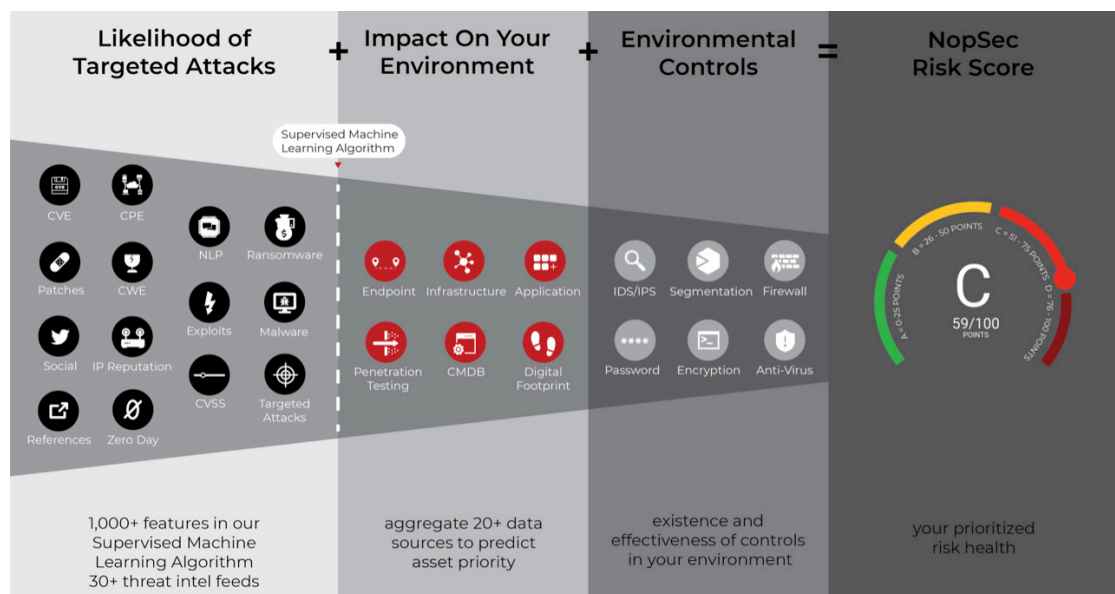 Likelihood of
Targeted Attacks
+
Impact On Your
Environment
+
Environmental
Controls
=
NopSec
Risk Score
Supervised Machine
Learning Algorithm
CVE
CVE
CPE
NLP
Ransomware
$
Patches
CWE
Exploits
Malware
Social
IP Reputation
CVSS
Targeted
Attacks
References
Zero Day
Endpoint
Infrastructure
Application
Penetration
Testing
CMDB
Digital
Footprint
IDS/IPS
Segmentation
Firewall
****
Password
>_
Encryption
!
Anti-Virus
A = 0-25 POINTS
B = 26 - 50 POINTS
C = 51 - 75 POINTS
D = 76 - 100 POINTS
C
59/100
POINTS
1,000+ features in our
Supervised Machine
Learning Algorithm
30+ threat intel feeds
aggregate 20+ data
sources to predict
asset priority
existence and
effectiveness of controls
in your environment
your prioritized
risk health